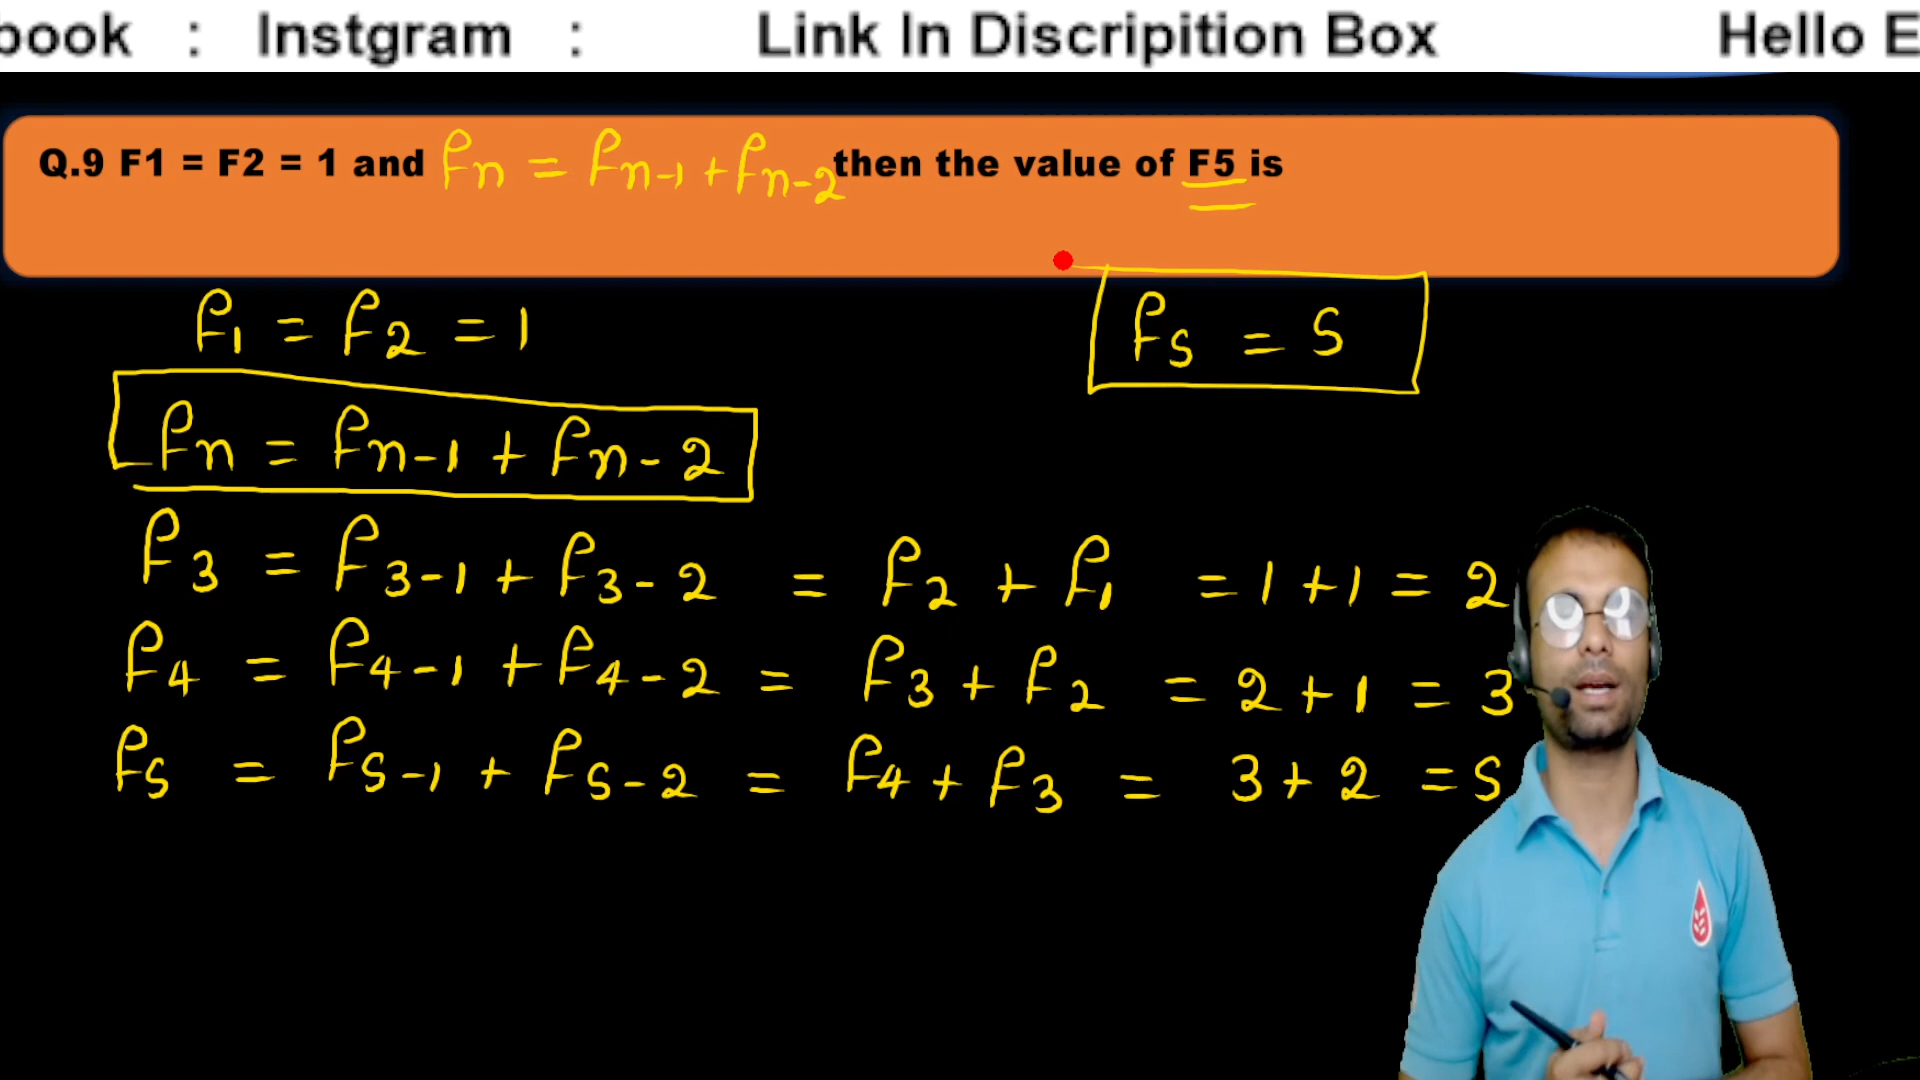 book : Instgram : Link In Discripition Box Hello E
Q.9 F1 = F2 = 1 and Fn = Fn-1 + Fn-2 then the value of F5 is
F1 = F2 = 1
F5 = 5
Fn = Fn-1 + Fn-2
F3 = F3-1 + F3-2 = F2 + F1 = 1+1 = 2
F4 = F4-1 + F4-2 = F3 + F2 = 2+1 = 3
F5 = F5-1 + F5-2 = F4 + F3 = 3+2 = 5